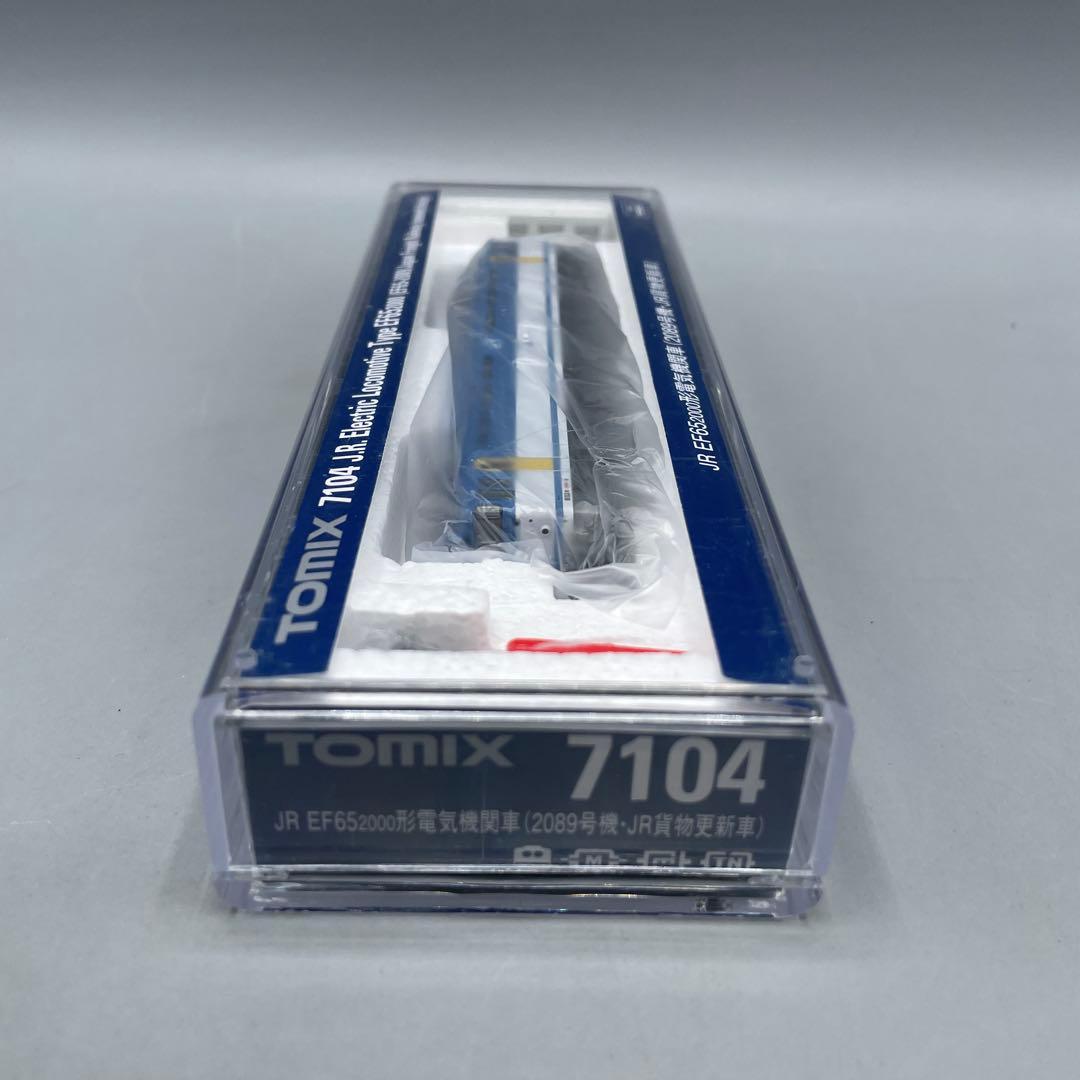 TOMIX 7104 J.R. Electric Locomotive Type EF652000
JR EF652000形電気機関車(2089号機・JR貨物更新車)
TOMIX 7104
JR EF652000形電気機関車(2089号機・JR貨物更新車)
M TN